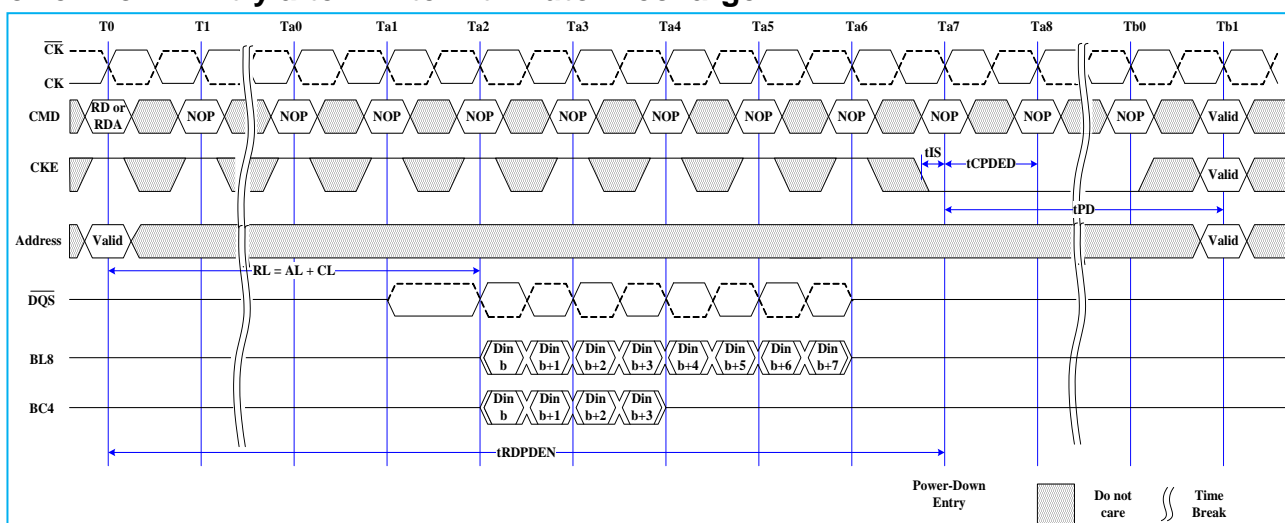 T0 T1 Ta0 Ta1 Ta2 Ta3 Ta4 Ta5 Ta6 Ta7 Ta8 Tb0 Tb1
CK
CK
CMD
RD or
RDA
NOP NOP NOP NOP NOP NOP NOP NOP NOP NOP NOP Valid
CKE
tIS
tCPDED
Valid
tPD
Address
Valid
Valid
RL = AL + CL
DQS
BL8
Din
b
Din
b+1
Din
b+2
Din
b+3
Din
b+4
Din
b+5
Din
b+6
Din
b+7
BC4
Din
b
Din
b+1
Din
b+2
Din
b+3
tRDPDEN
Power-Down
Entry
Do not
care
Time
Break